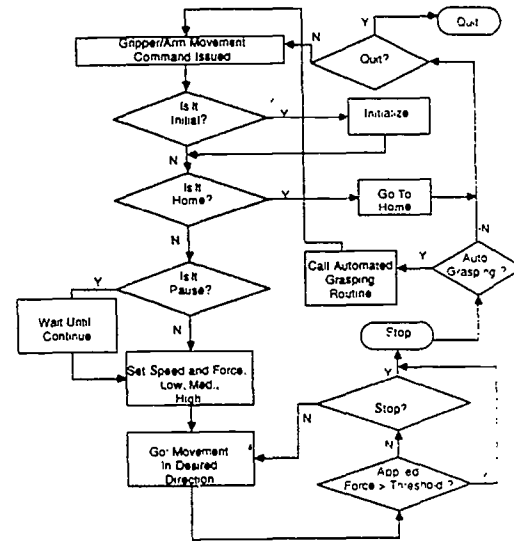 Quit
Y
N
Gripper/Arm Movement
Command Issued
Quit?
Is It
Initial?
Y
Initialize
N
Is It
Home?
Y
Go To
Home
N
N
Auto
Grasping ?
Y
Call Automated
Grasping
Routine
Is It
Pause?
Y
N
Wait Until
Continue
Stop
Set Speed and Force,
Low, Med.,
High
Y
Stop?
N
N
Go: Movement
In Desired
Direction
Applied
Force > Threshold ?